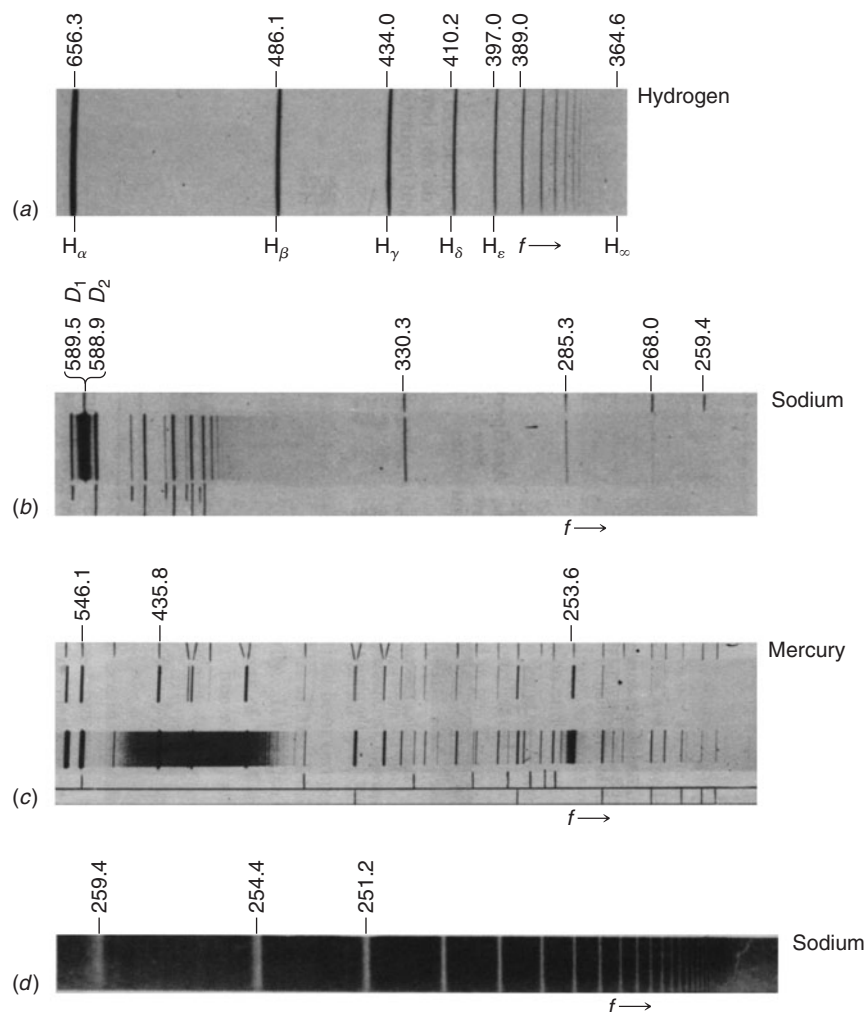 656.3
486.1
434.0
410.2
397.0
389.0
364.6
Hydrogen
(a)
Hα
Hβ
Hγ
Hδ
Hε
f →
H∞
589.5 D1
588.9 D2
330.3
285.3
268.0
259.4
Sodium
(b)
f →
546.1
435.8
253.6
Mercury
(c)
f →
259.4
254.4
251.2
Sodium
(d)
f →